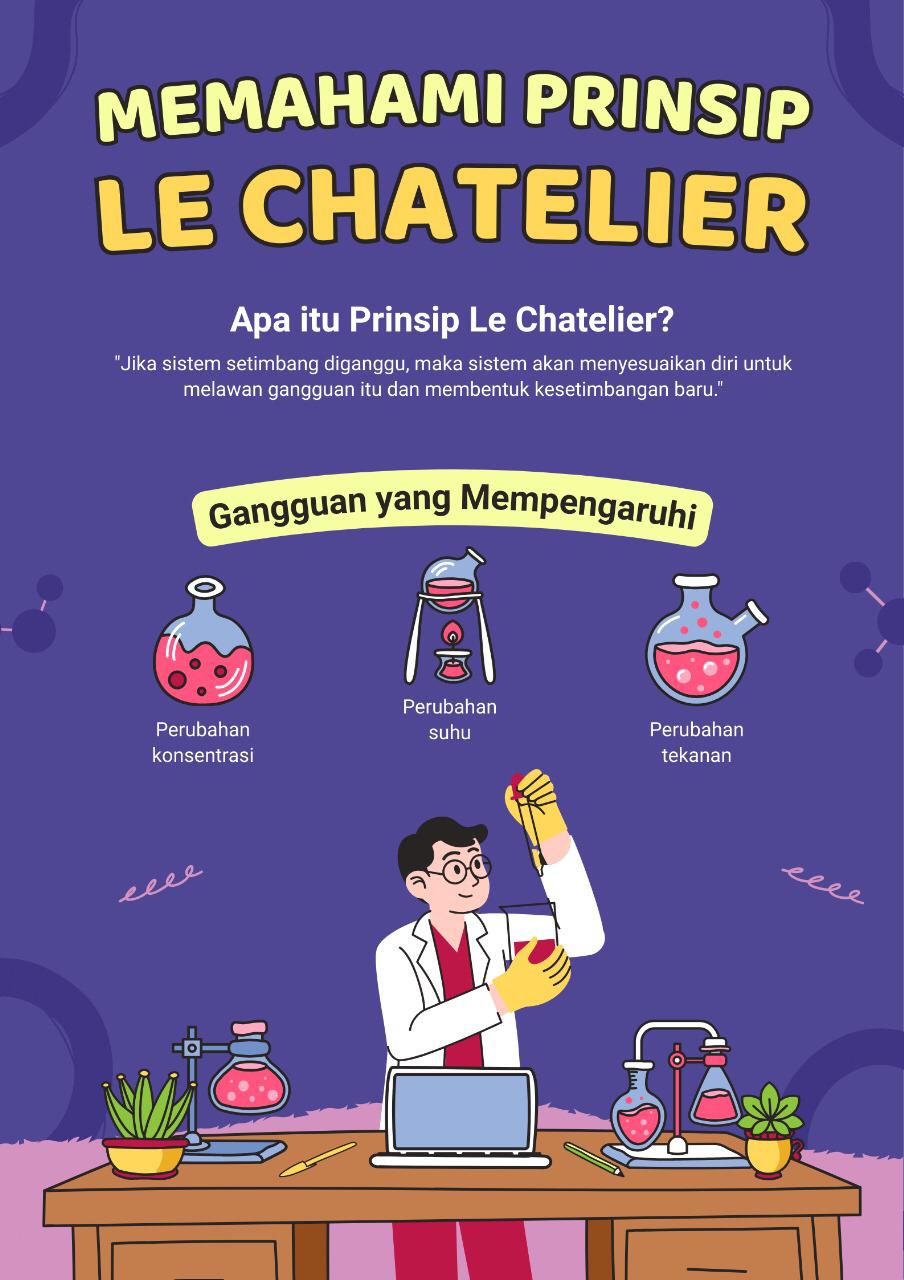 MEMAHAMI PRINSIP
LE CHATELIER
Apa itu Prinsip Le Chatelier?
"Jika sistem setimbang diganggu, maka sistem akan menyesuaikan diri untuk
melawan gangguan itu dan membentuk kesetimbangan baru."
Gangguan yang Mempengaruhi
Perubahan
konsentrasi
Perubahan
suhu
Perubahan
tekanan